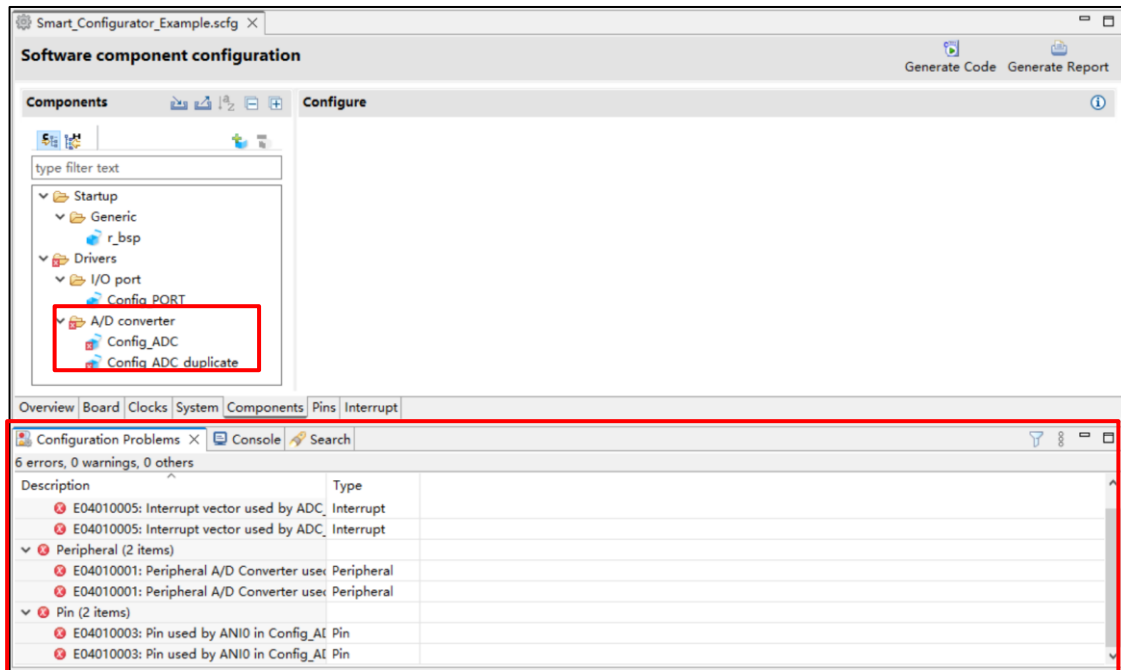 Smart_Configurator_Example.scfg
Software component configuration
Generate Code Generate Report
Components
Configure
type filter text
Startup
Generic
r_bsp
Drivers
I/O port
Config_PORT
A/D converter
Config_ADC
Config_ADC_duplicate
Overview Board Clocks System Components Pins Interrupt
Configuration Problems Console Search
6 errors, 0 warnings, 0 others
Description Type
E04010005: Interrupt vector used by ADC_ Interrupt
E04010005: Interrupt vector used by ADC_ Interrupt
Peripheral (2 items)
E04010001: Peripheral A/D Converter used Peripheral
E04010001: Peripheral A/D Converter used Peripheral
Pin (2 items)
E04010003: Pin used by ANI0 in Config_AD Pin
E04010003: Pin used by ANI0 in Config_AD Pin